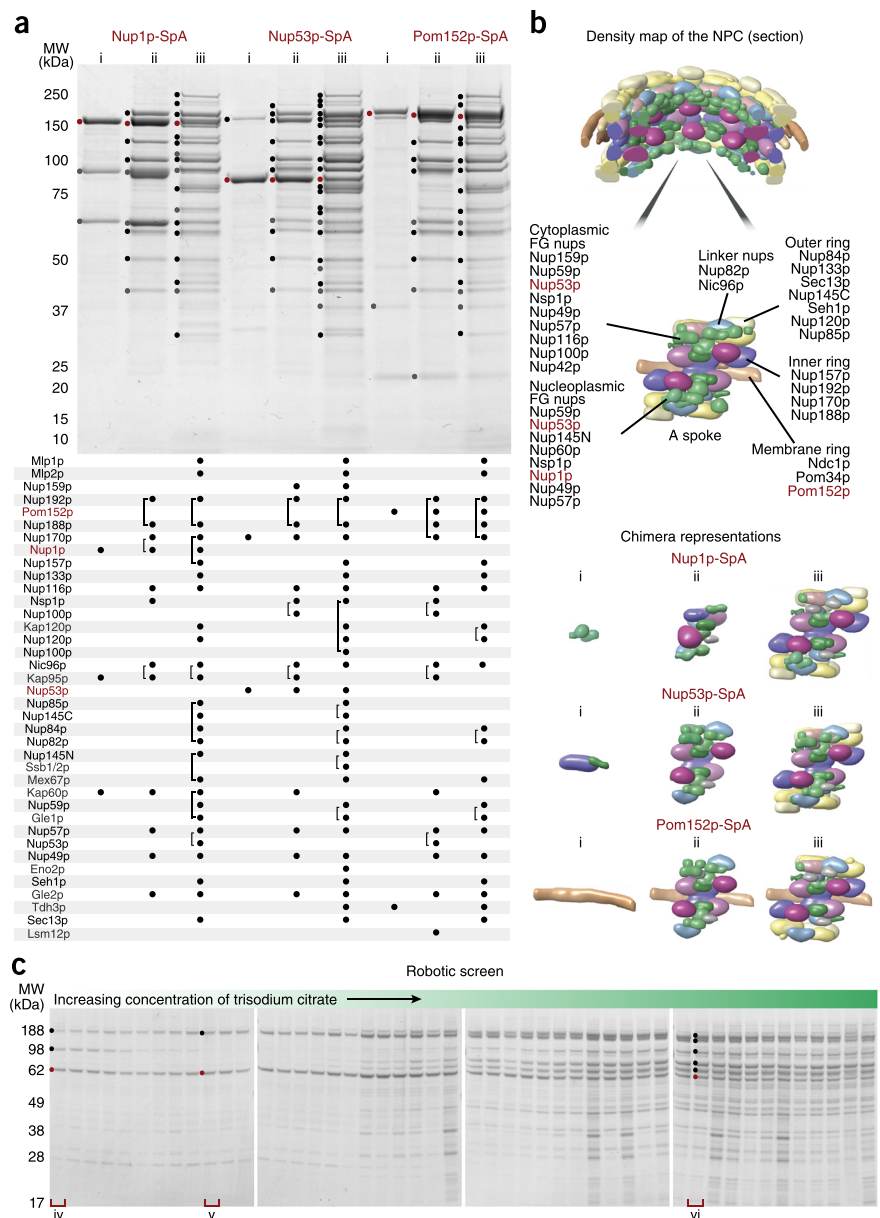 a
Nup1p-SpA
Nup53p-SpA
Pom152p-SpA
MW
(kDa)
i
ii
iii
i
ii
iii
i
ii
iii
250
150
100
75
50
37
25
20
15
10
Mlp1p
Mlp2p
Nup159p
Nup192p
Pom152p
Nup188p
Nup170p
Nup1p
Nup157p
Nup133p
Nup116p
Nsp1p
Nup100p
Kap120p
Nup120p
Nup100p
Nic96p
Kap95p
Nup53p
Nup85p
Nup145C
Nup84p
Nup82p
Nup145N
Ssb1/2p
Mex67p
Kap60p
Nup59p
Gle1p
Nup57p
Nup53p
Nup49p
Eno2p
Seh1p
Gle2p
Tdh3p
Sec13p
Lsm12p
b
Density map of the NPC (section)
Cytoplasmic
FG nups
Nup159p
Nup59p
Nup53p
Nsp1p
Nup49p
Nup57p
Nup116p
Nup100p
Nup42p
Nucleoplasmic
FG nups
Nup59p
Nup53p
Nup145N
Nup60p
Nsp1p
Nup1p
Nup49p
Nup57p
Linker nups
Nup82p
Nic96p
Outer ring
Nup84p
Nup133p
Sec13p
Nup145C
Seh1p
Nup120p
Nup85p
Inner ring
Nup157p
Nup192p
Nup170p
Nup188p
A spoke
Membrane ring
Ndc1p
Pom34p
Pom152p
Chimera representations
Nup1p-SpA
i
ii
iii
Nup53p-SpA
i
ii
iii
Pom152p-SpA
i
ii
iii
c
Robotic screen
MW
(kDa)
Increasing concentration of trisodium citrate
188
98
62
49
38
28
17
iv
v
vi